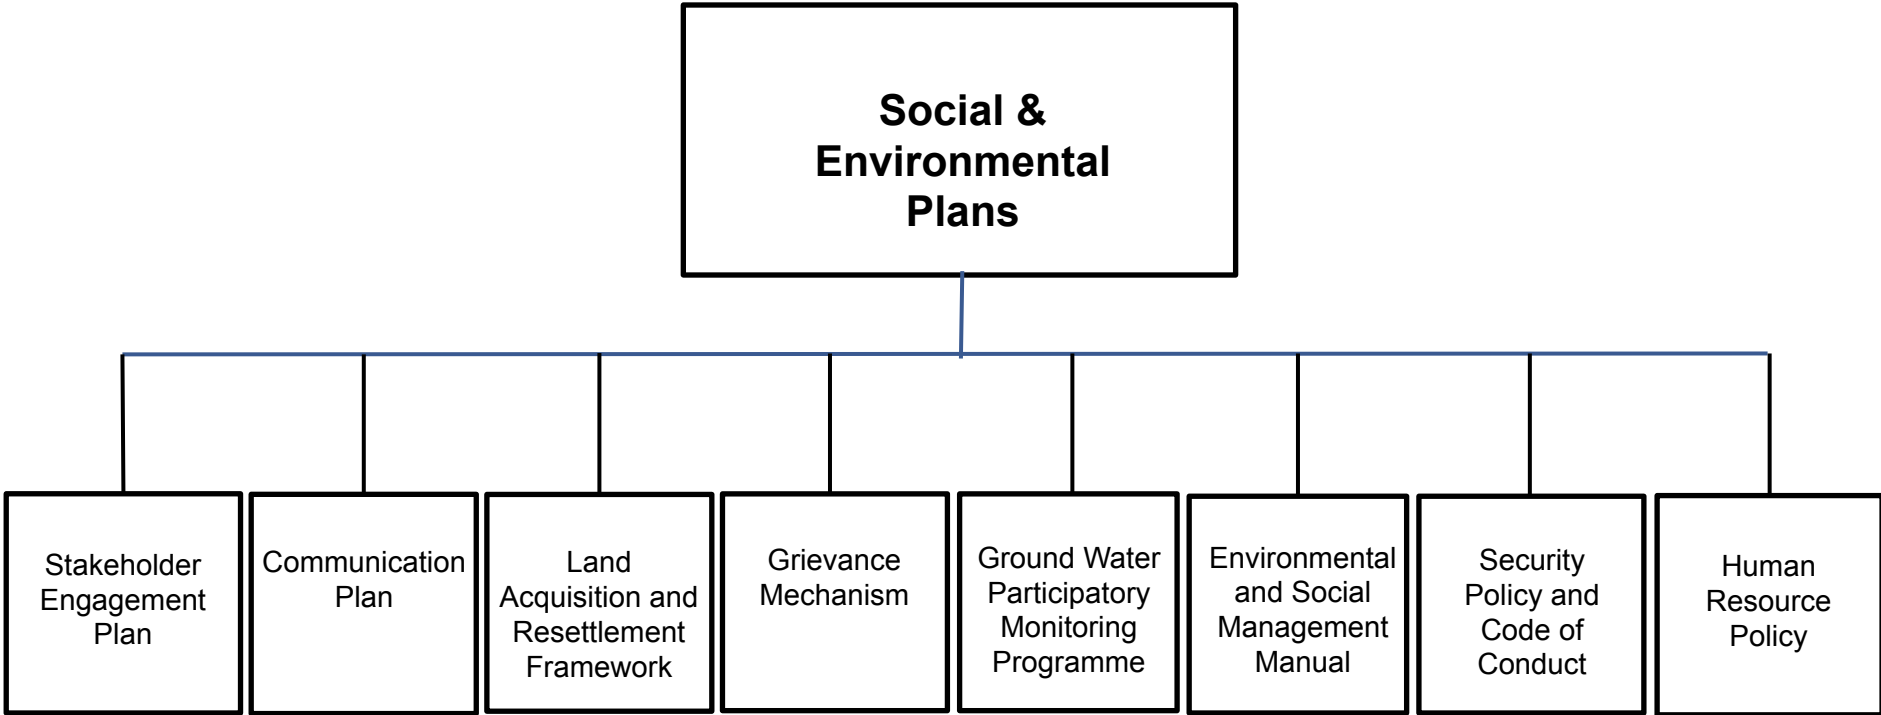 Social &
Environmental
Plans
Stakeholder
Engagement
Plan
Communication
Plan
Land
Acquisition and
Resettlement
Framework
Grievance
Mechanism
Ground Water
Participatory
Monitoring
Programme
Environmental
and Social
Management
Manual
Security
Policy and
Code of
Conduct
Human
Resource
Policy